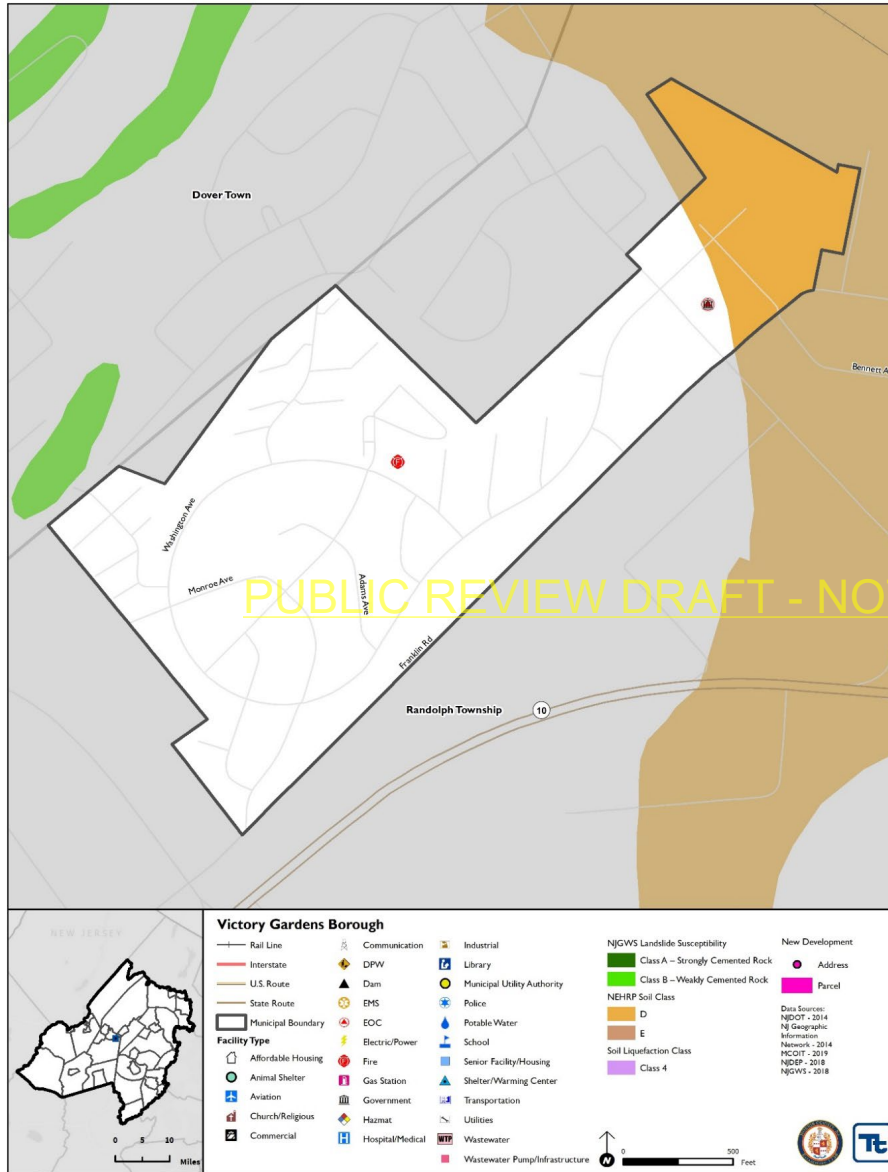 Dover Town
Bennett A
Washington Ave
Monroe Ave
Adams Ave
PUBLIC REVIEW DRAFT - NO
Franklin Rd
Randolph Township
10
NEW JERSEY
0 5 10
Miles
Victory Gardens Borough
Rail Line
Interstate
U.S. Route
State Route
Municipal Boundary
Facility Type
Affordable Housing
Animal Shelter
Aviation
Church/Religious
Commercial
Communication
DPW
Dam
EMS
EOC
Electric/Power
Fire
Gas Station
Government
Hazmat
Hospital/Medical
Industrial
Library
Municipal Utility Authority
Police
Potable Water
School
Senior Facility/Housing
Shelter/Warming Center
Transportation
Utilities
WTP Wastewater
Wastewater Pump/Infrastructure
NJGWS Landslide Susceptibility
Class A – Strongly Cemented Rock
Class B – Weakly Cemented Rock
NEHRP Soil Class
D
E
Soil Liquefaction Class
Class 4
New Development
Address
Parcel
Data Sources:
NJDOT - 2014
NJ Geographic
Information
Network - 2014
MCOIT - 2019
NJDEP - 2018
NJGWS - 2018
N
0 500
Feet
Tt